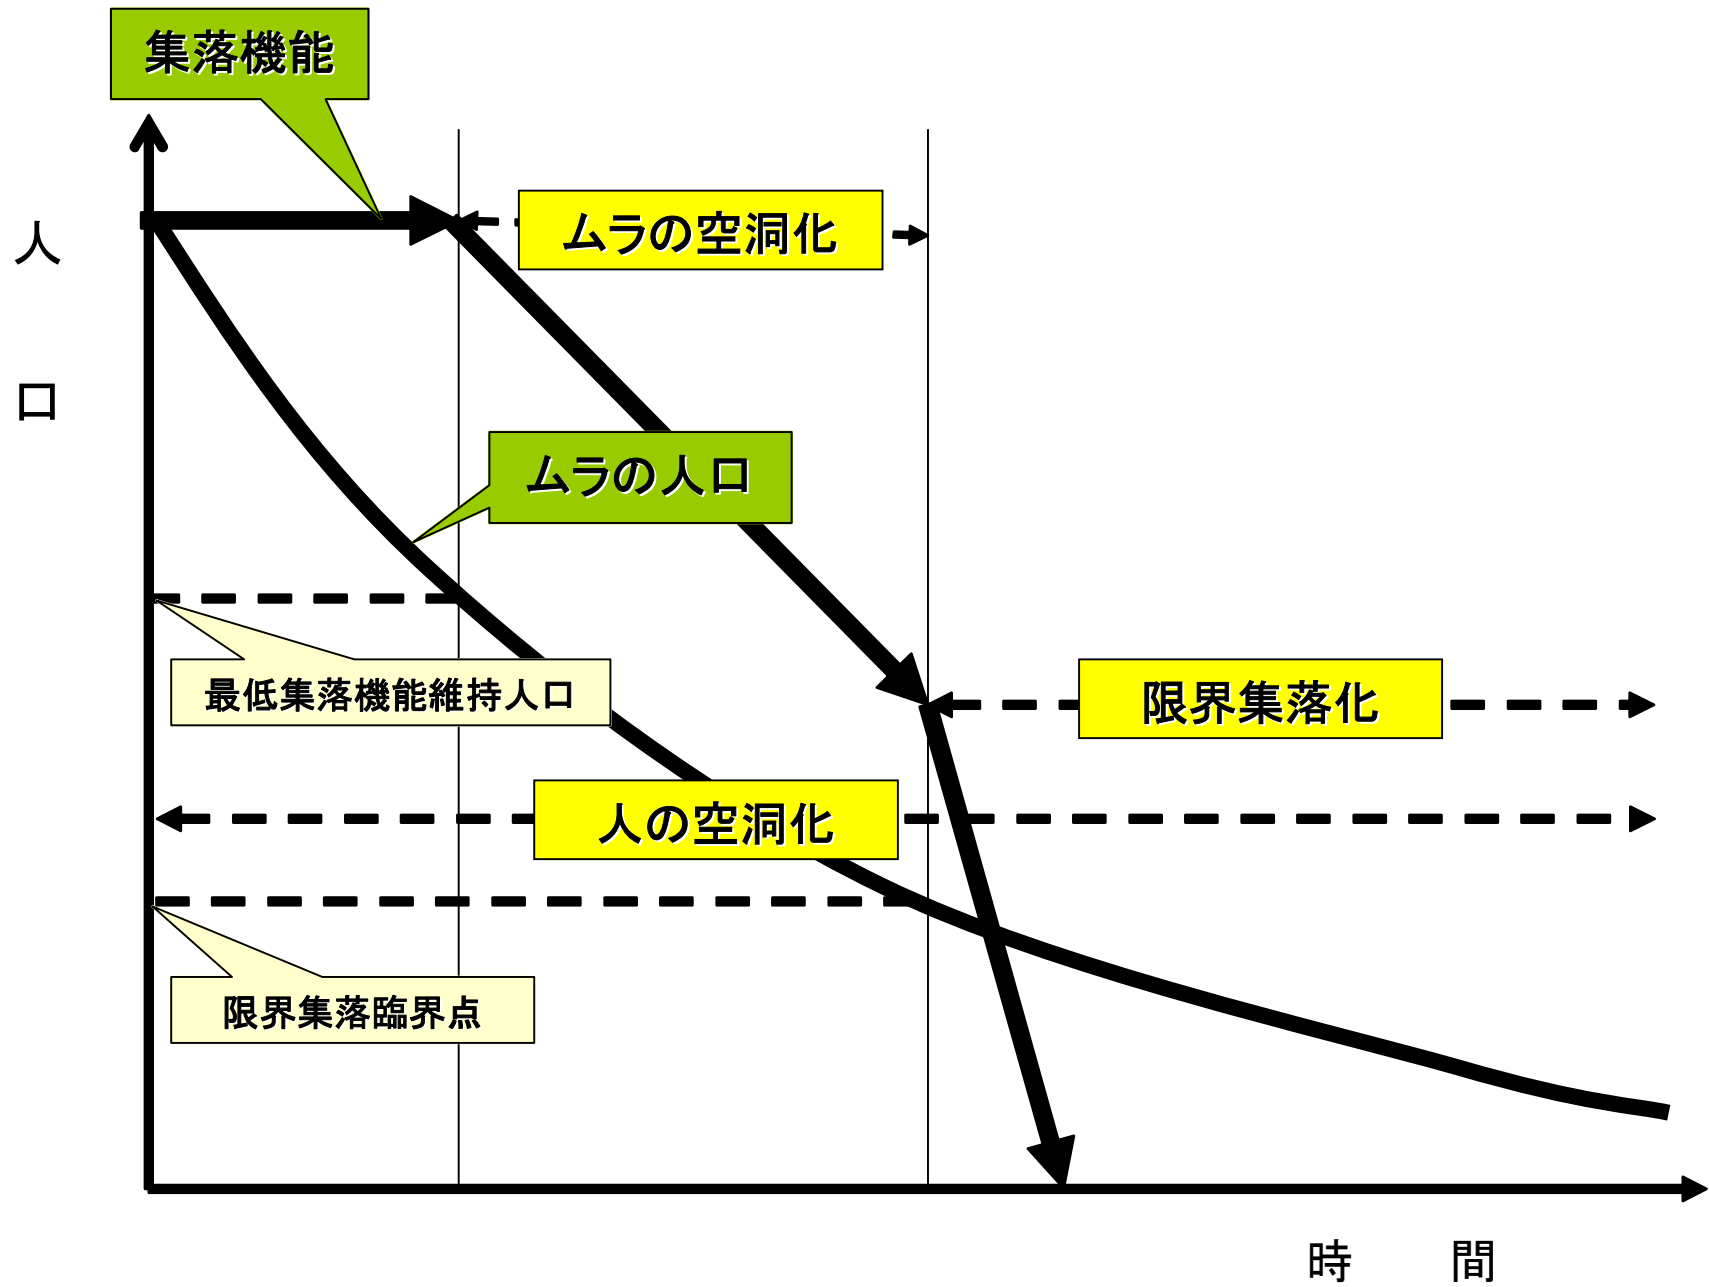 集落機能
ムラの空洞化
人口
ムラの人口
最低集落機能維持人口
限界集落化
人の空洞化
限界集落臨界点
時間